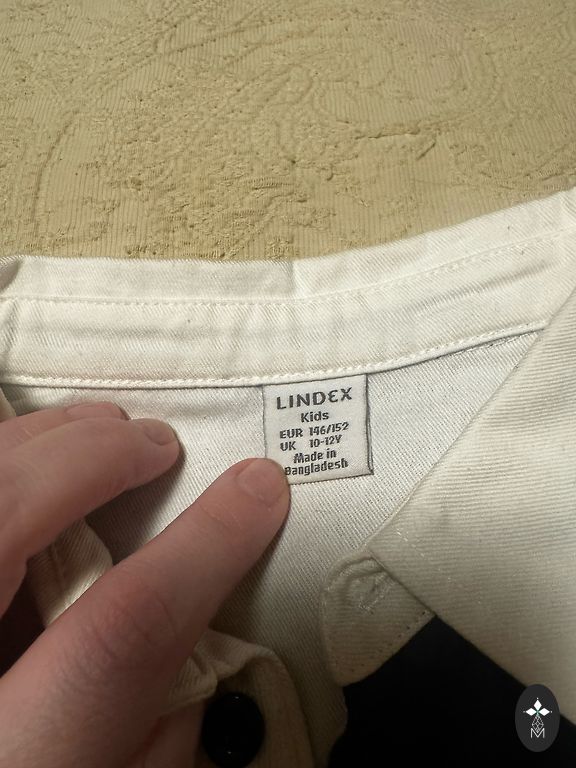 LINDEX
Kids
EUR 146/152
UK 10-12Y
Made in
Bangladesh